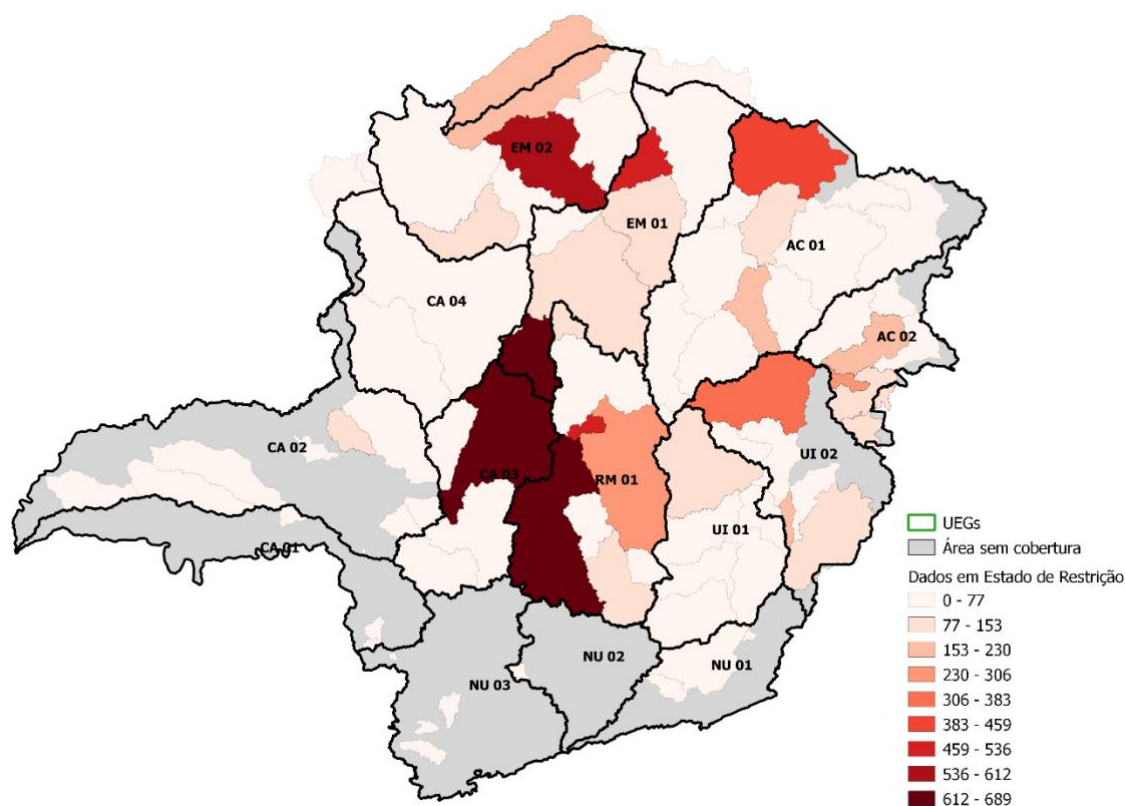 EM 02
EM 01
AC 01
CA 04
AC 02
CA 02
CA 03
RM 01
UI 02
UI 01
CA 01
NU 02
NU 01
NU 03
UEGs
Área sem cobertura
Dados em Estado de Restrição
0 - 77
77 - 153
153 - 230
230 - 306
306 - 383
383 - 459
459 - 536
536 - 612
612 - 689